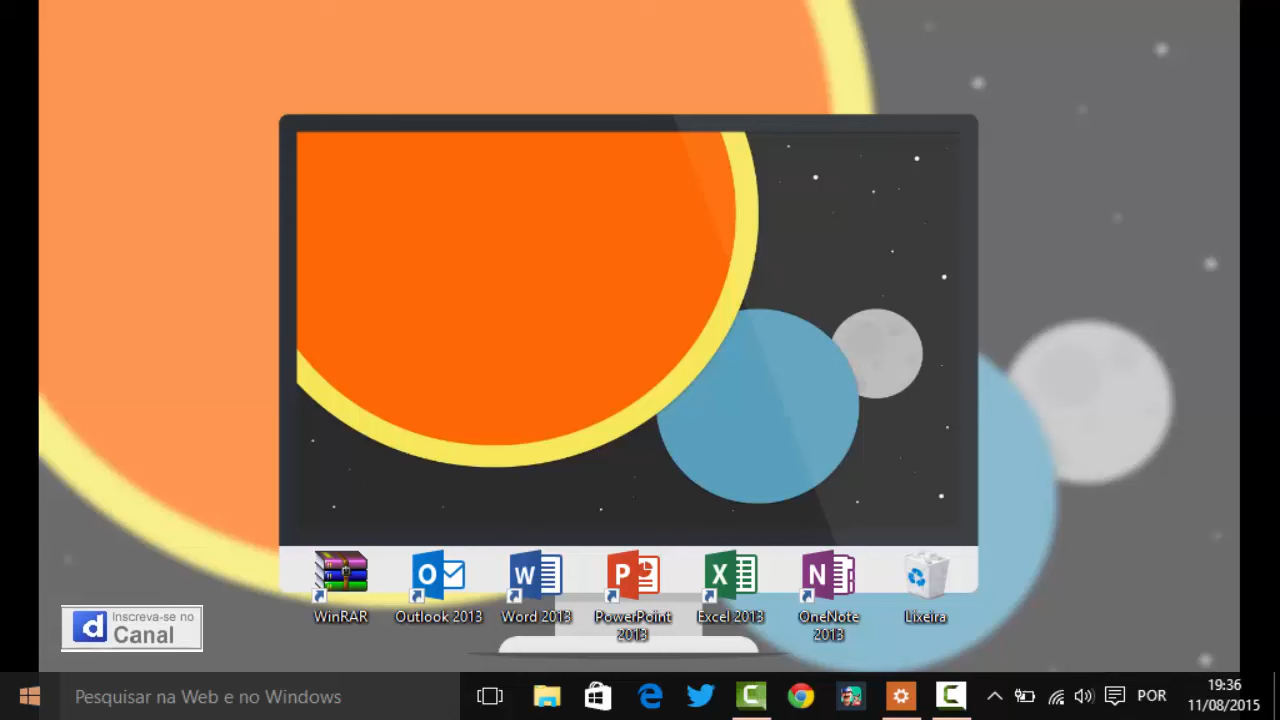 WinRAR
Outlook 2013
Word 2013
PowerPoint
2013
Excel 2013
OneNote
2013
Lixeira
d
Inscreva-se no
Canal
Pesquisar na Web e no Windows
POR
19:36
11/08/2015